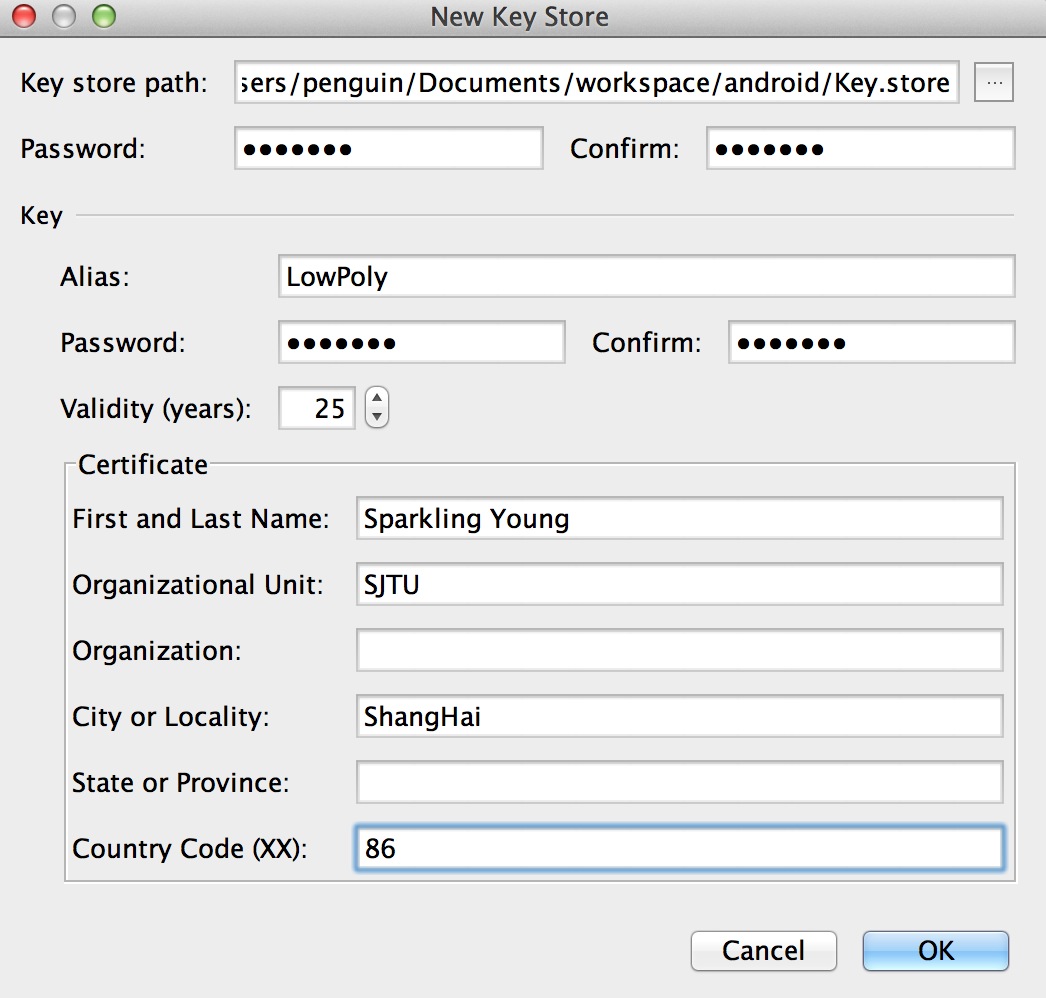 New Key Store
Key store path: sers/penguin/Documents/workspace/android/Key.store ...
Password: ••••••• Confirm: •••••••
Key
Alias: LowPoly
Password: ••••••• Confirm: •••••••
Validity (years): 25
Certificate
First and Last Name: Sparkling Young
Organizational Unit: SJTU
Organization:
City or Locality: ShangHai
State or Province:
Country Code (XX): 86
Cancel OK